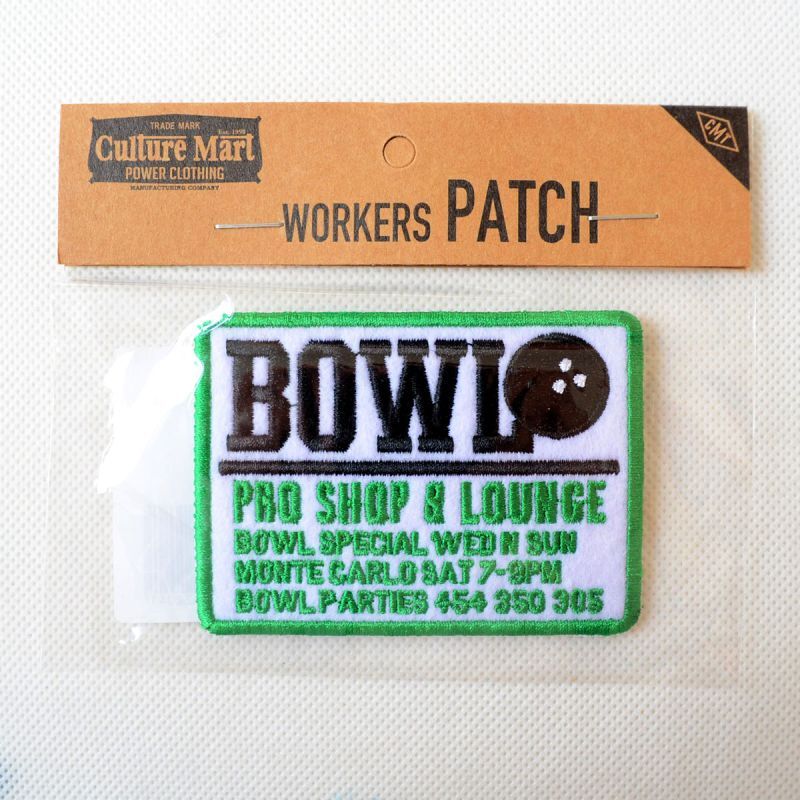 TRADE MARK
Est. 1998
Culture Mart
POWER CLOTHING
MANUFACTURING COMPANY
CMT
WORKERS PATCH
BOWL
PRO SHOP & LOUNGE
BOWL SPECIAL WED N SUN
MONTE CARLO SAT 7-9PM
BOWL PARTIES 454 350 305